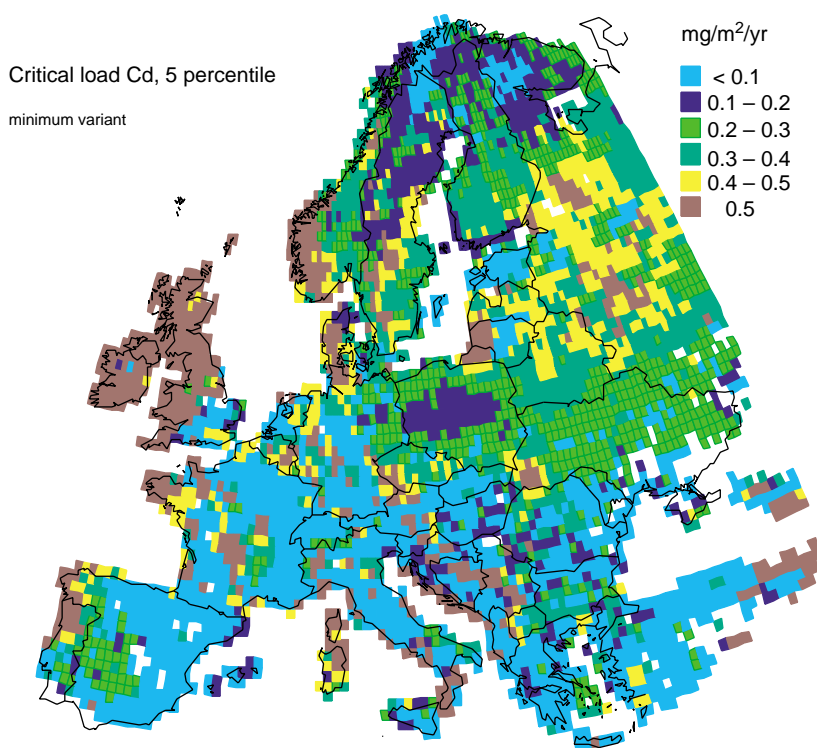 Critical load Cd, 5 percentile
minimum variant
mg/m²/yr
< 0.1
0.1 – 0.2
0.2 – 0.3
0.3 – 0.4
0.4 – 0.5
0.5